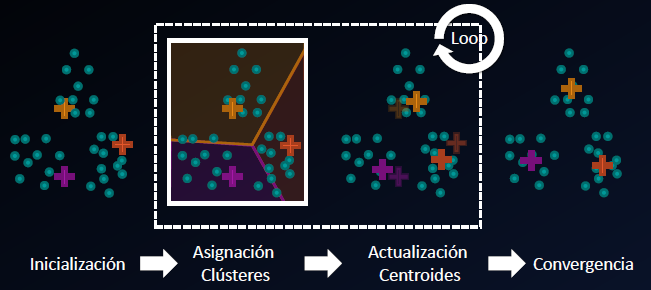 Loop
Inicialización
Asignación
Clústeres
Actualización
Centroides
Convergencia